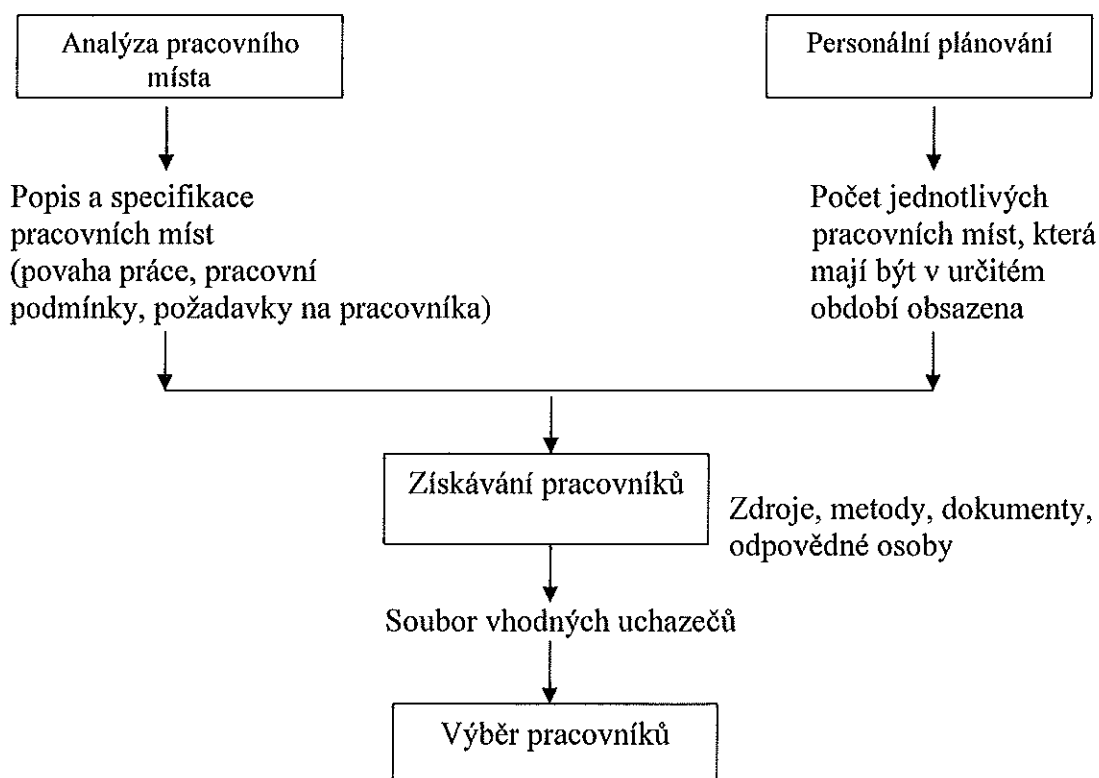 Analýza pracovního
místa
Personální plánování
Popis a specifikace
pracovních míst
(povaha práce, pracovní
podmínky, požadavky na pracovníka)
Počet jednotlivých
pracovních míst, která
mají být v určitém
období obsazena
Získávání pracovníků
Zdroje, metody, dokumenty,
odpovědné osoby
Soubor vhodných uchazečů
Výběr pracovníků